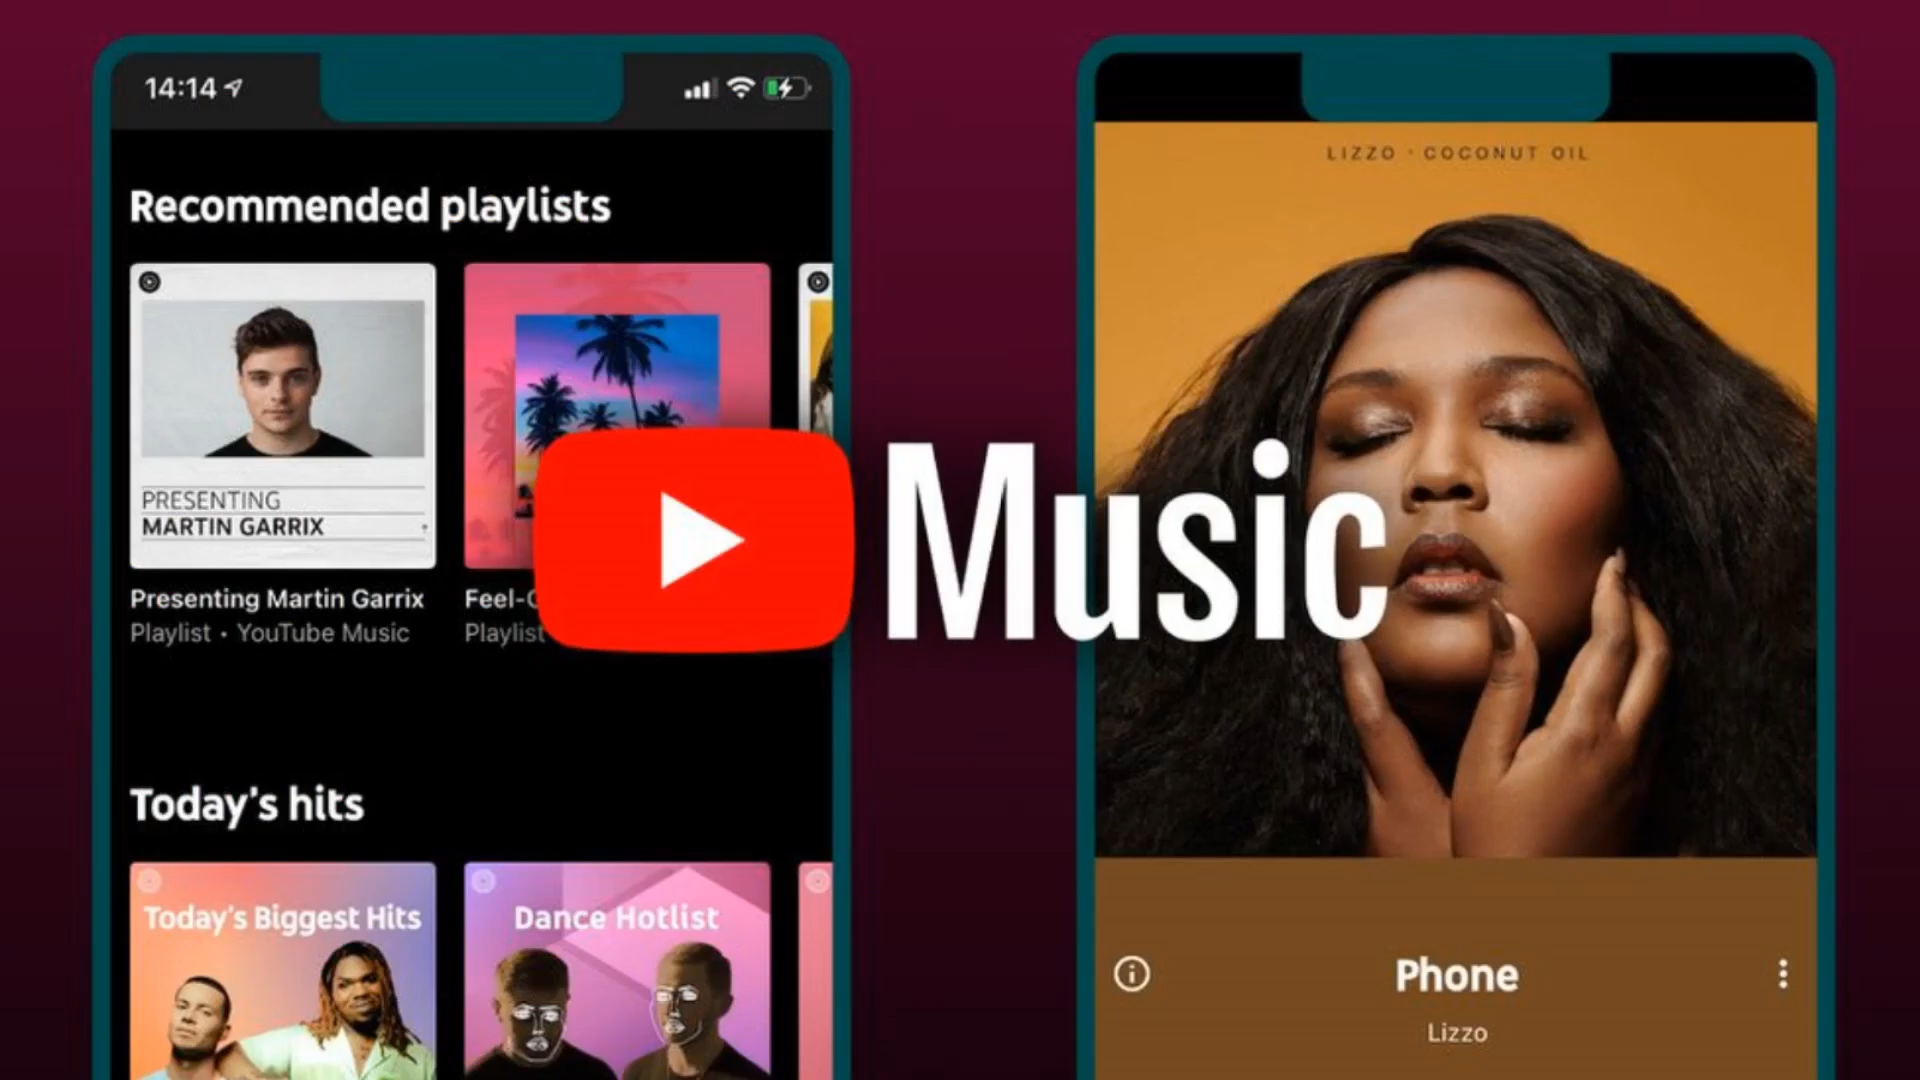 14:14
Recommended playlists
PRESENTING
MARTIN GARRIX
Presenting Martin Garrix
Playlist • YouTube Music
Feel-
Playlist
Today's hits
Today's Biggest Hits
Dance Hotlist
Music
LIZZO · COCONUT OIL
Phone
Lizzo